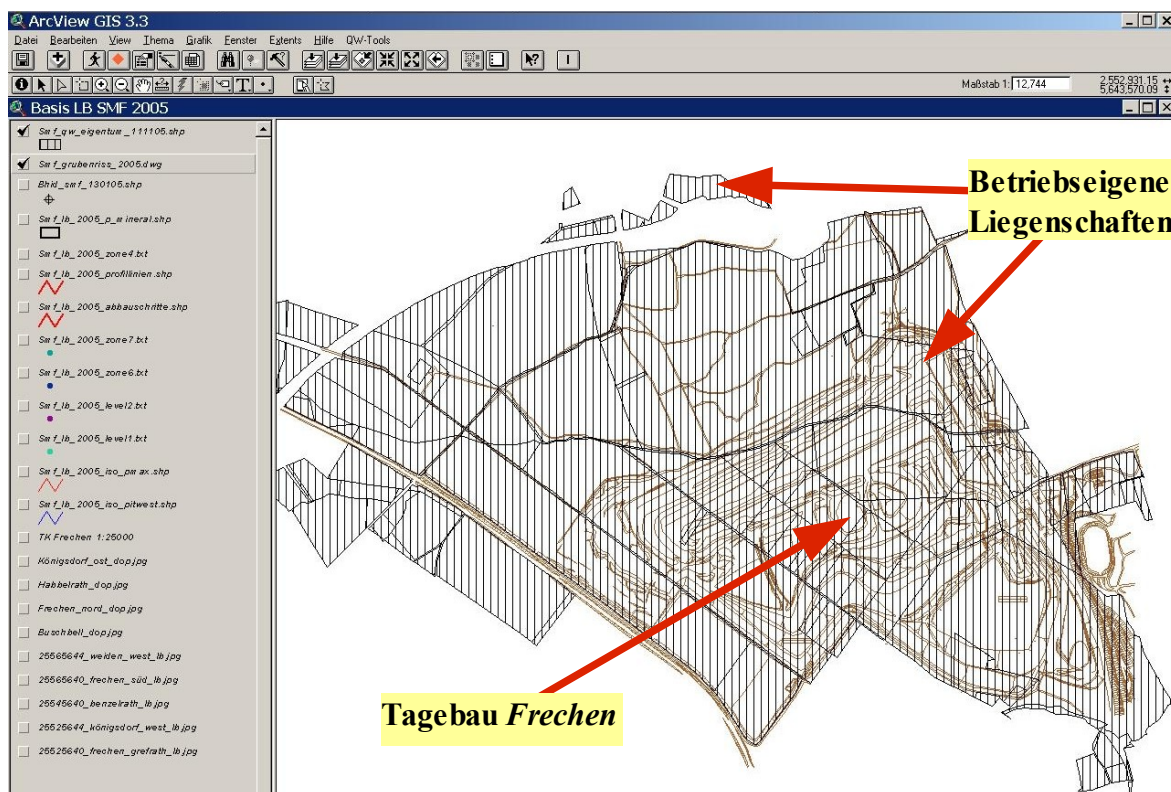 ArcView GIS 3.3
Datei Bearbeiten View Thema Grafik Fenster Extents Hilfe QW-Tools
Maßstab 1: 12,744
2,552,931.15
5,643,570.09
Basis LB SMF 2005
Smf_qw_eigentum_111105.shp
Smf_grubenriss_2005.dwg
Bhid_smf_130105.shp
Smf_lb_2005_p_mineral.shp
Smf_lb_2005_zone4.txt
Smf_lb_2005_profillinien.shp
Smf_lb_2005_abbauschritte.shp
Smf_lb_2005_zone7.txt
Smf_lb_2005_zone6.txt
Smf_lb_2005_level2.txt
Smf_lb_2005_level1.txt
Smf_lb_2005_iso_pmax.shp
Smf_lb_2005_iso_pitwest.shp
TK Frechen 1:25000
Königsdorf_ost_dop.jpg
Habbelrath_dop.jpg
Frechen_nord_dop.jpg
Buschbell_dop.jpg
25565644_weiden_west_lb.jpg
25565640_frechen_süd_lb.jpg
25545640_benzelrath_lb.jpg
25525644_königsdorf_west_lb.jpg
25525640_frechen_grefrath_lb.jpg
Betriebseigene
Liegenschaften
Tagebau Frechen